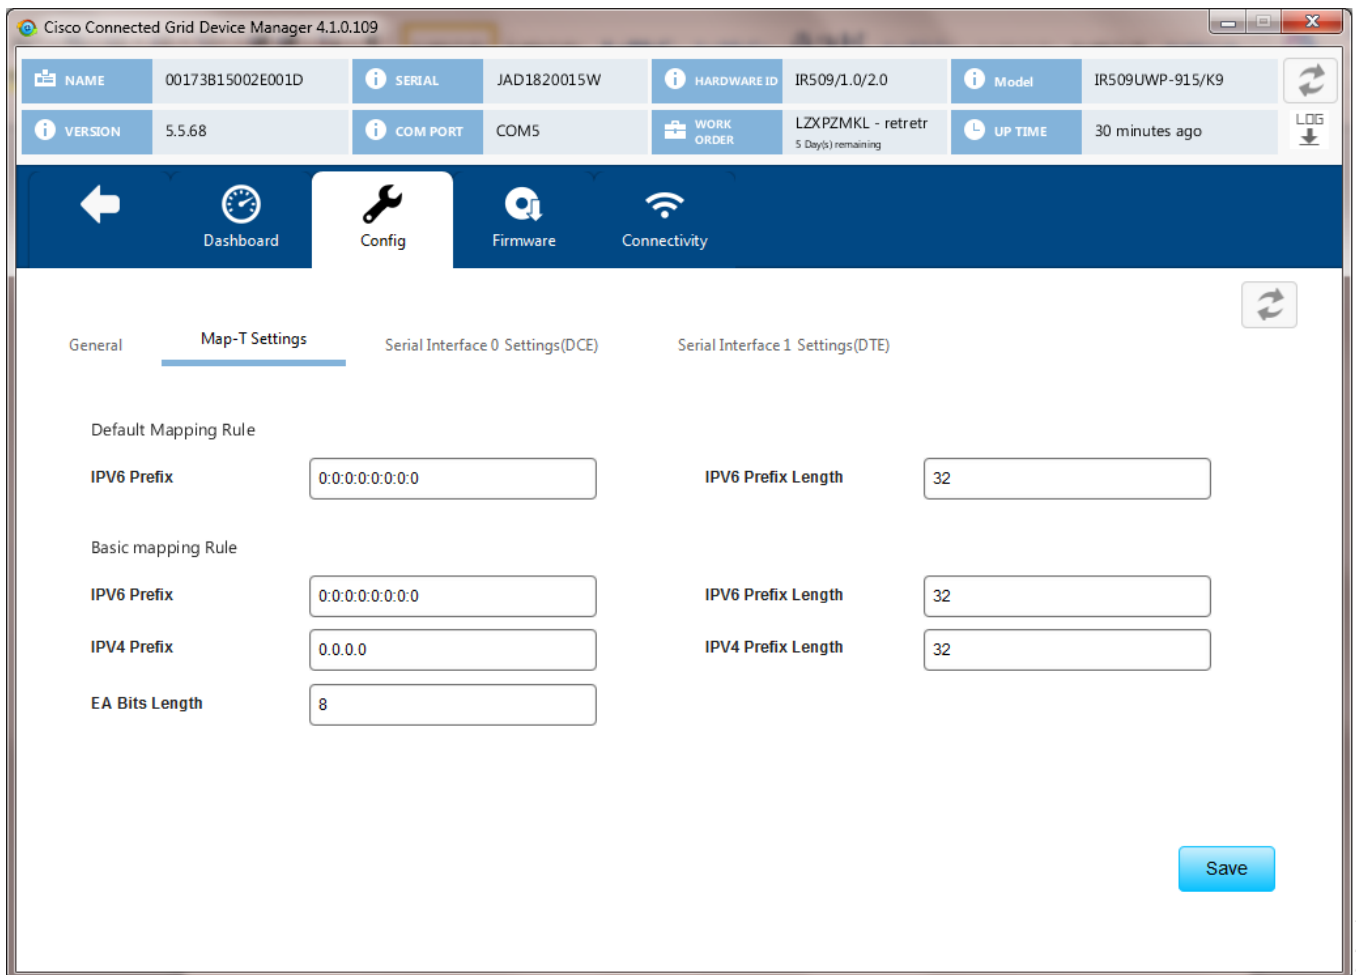 Cisco Connected Grid Device Manager 4.1.0.109
NAME 00173B15002E001D SERIAL JAD1820015W HARDWARE ID IR509/1.0/2.0 Model IR509UWP-915/K9
VERSION 5.5.68 COM PORT COM5 WORK ORDER LZXPZMKL - retretr UP TIME 30 minutes ago
5 Day(s) remaining
LOG
Dashboard Config Firmware Connectivity
General Map-T Settings Serial Interface 0 Settings(DCE) Serial Interface 1 Settings(DTE)
Default Mapping Rule
IPV6 Prefix 0:0:0:0:0:0:0:0 IPV6 Prefix Length 32
Basic mapping Rule
IPV6 Prefix 0:0:0:0:0:0:0:0 IPV6 Prefix Length 32
IPV4 Prefix 0.0.0.0 IPV4 Prefix Length 32
EA Bits Length 8
Save